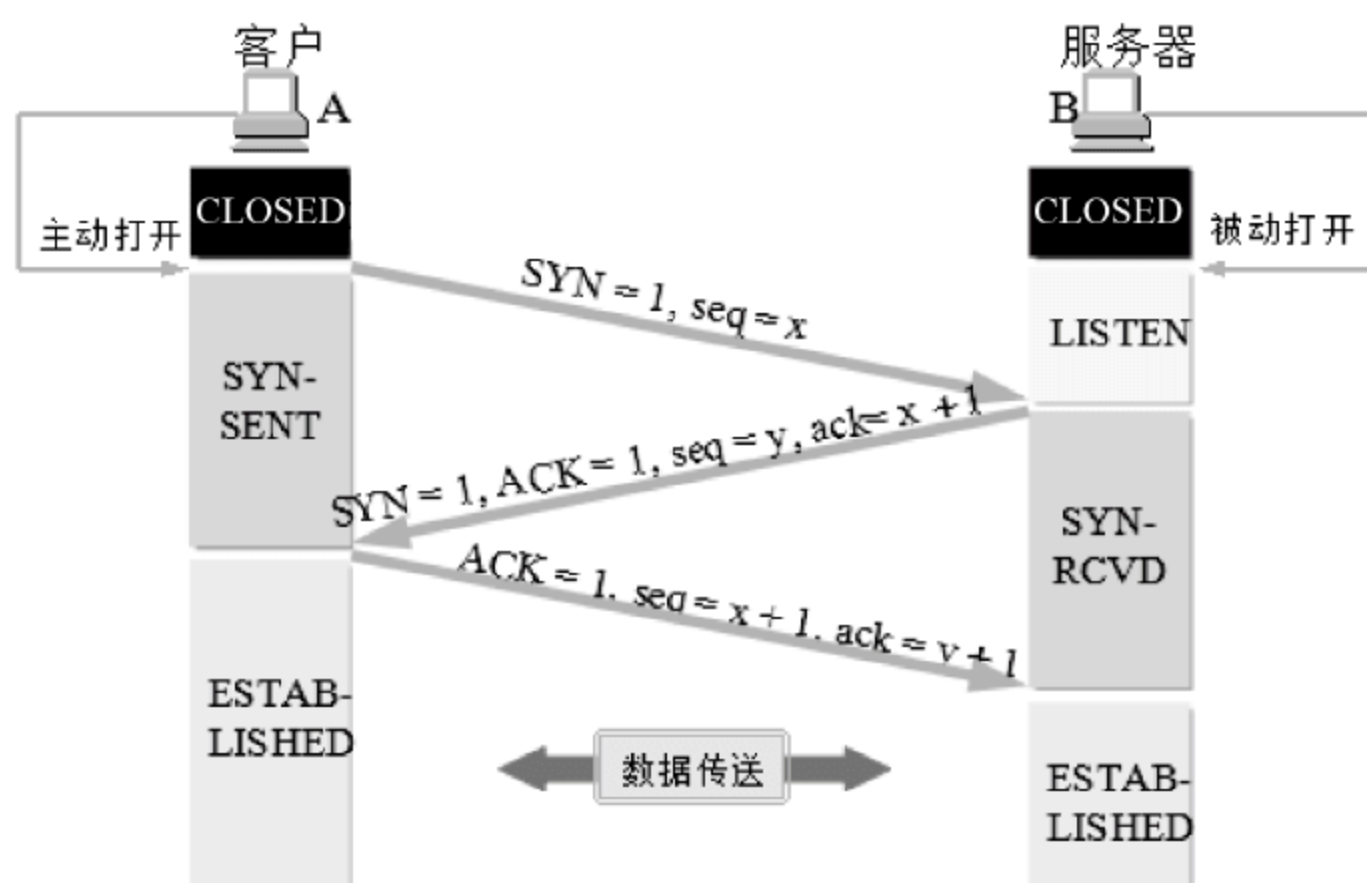 客户
服务器
A
B
CLOSED
CLOSED
主动打开
被动打开
SYN = 1, seq = x
LISTEN
SYN-
SENT
SYN = 1, ACK = 1, seq = y, ack= x + 1
SYN-
RCVD
ACK = 1, seq = x + 1, ack = y + 1
ESTAB-
LISHED
数据传送
ESTAB-
LISHED